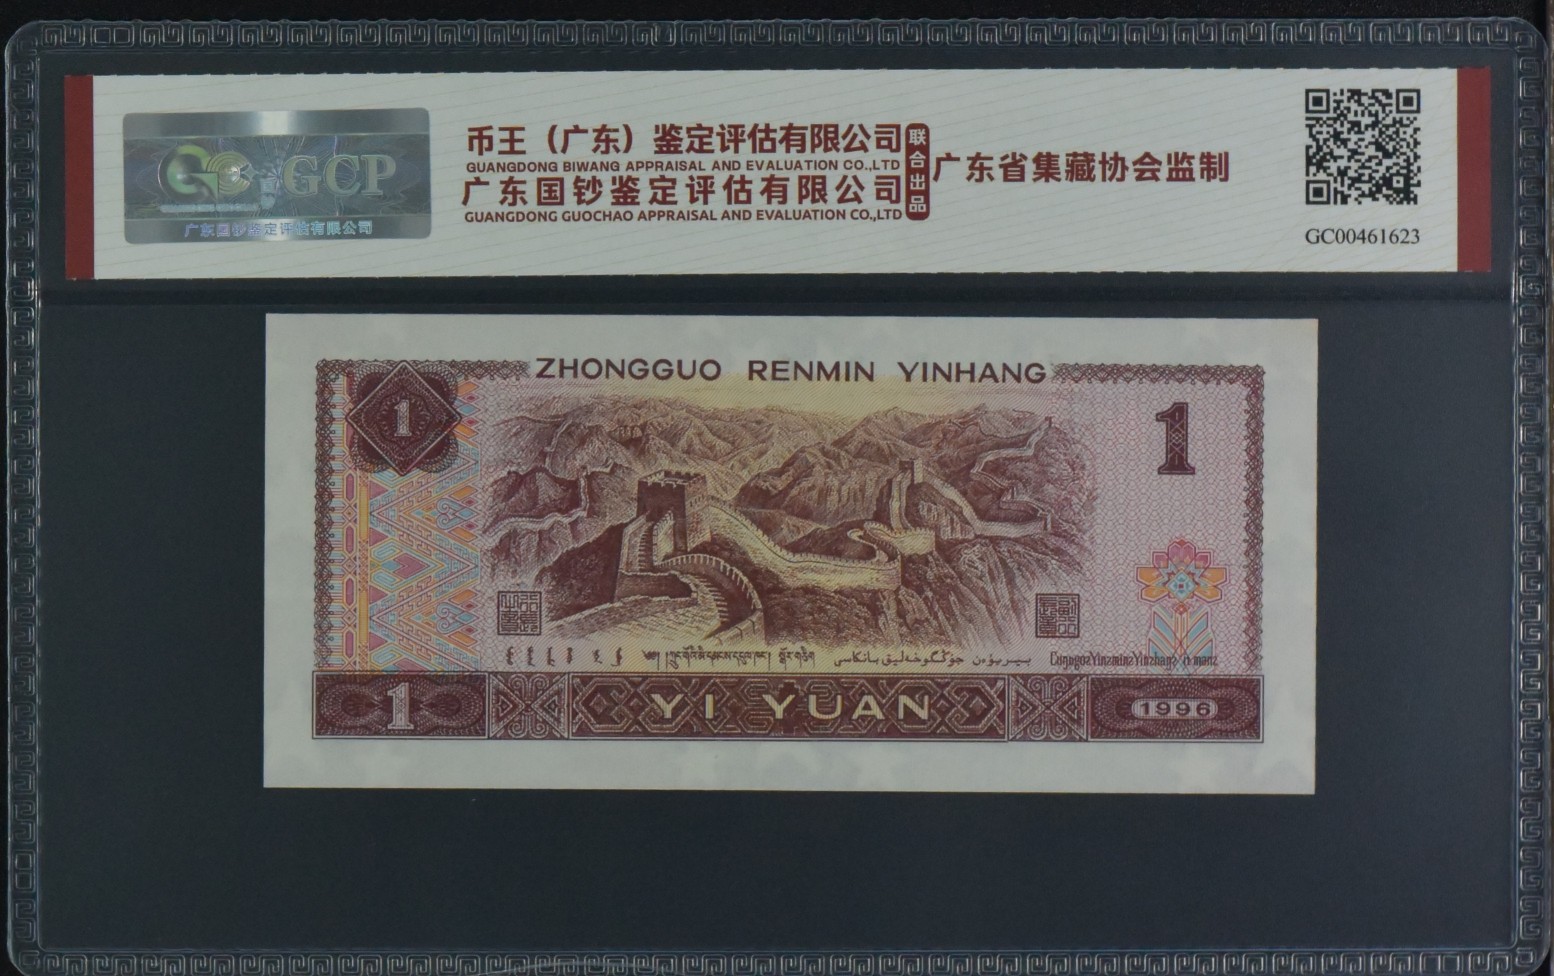 GCP
广东国钞鉴定评估有限公司
币王（广东）鉴定评估有限公司
GUANGDONG BIWANG APPRAISAL AND EVALUATION CO.,LTD
广东国钞鉴定评估有限公司
GUANGDONG GUOCHAO APPRAISAL AND EVALUATION CO.,LTD
联合出品
广东省集藏协会监制
GC00461623
ZHONGGUO RENMIN YINHANG
1
1
1
YI YUAN
1996